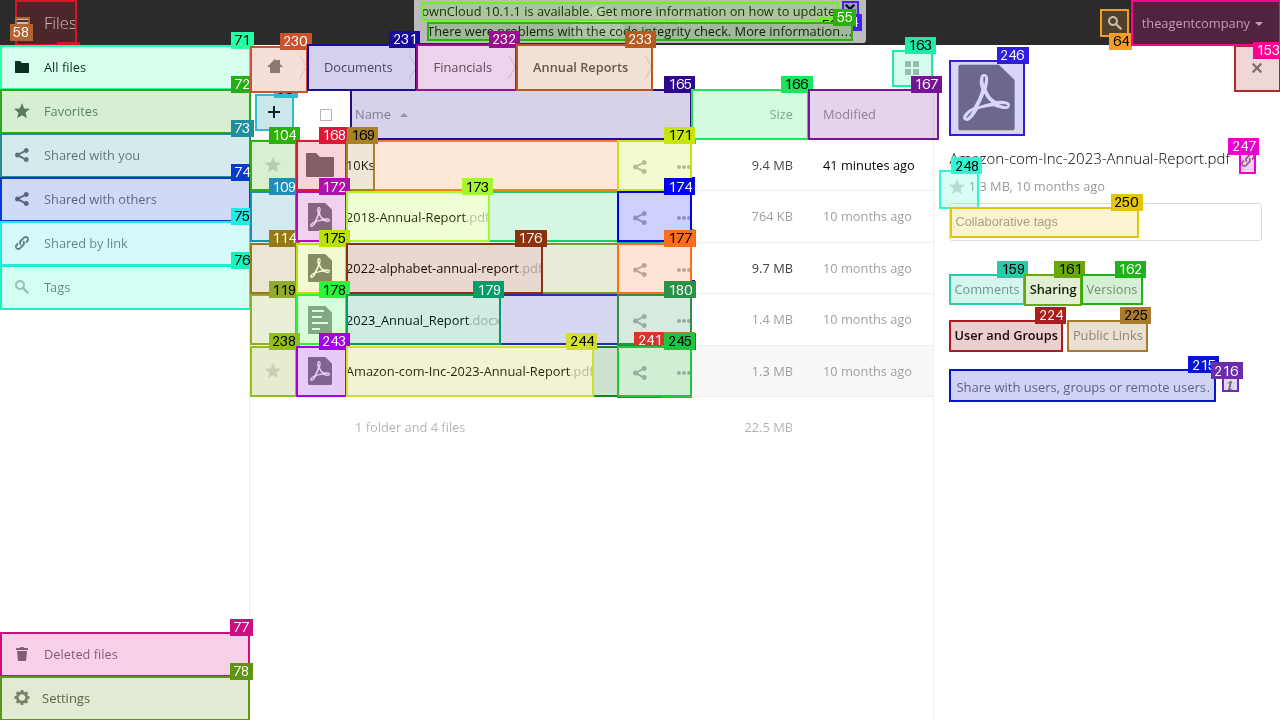 ownCloud 10.1.1 is available. Get more information on how to update
There were problems with the code integrity check. More information…
55
58
Files
64
theagentcompany
153
71
All files
72
Favorites
73
Shared with you
74
Shared with others
75
Shared by link
76
Tags
77
Deleted files
78
Settings
230
231
Documents
232
Financials
233
Annual Reports
163
165
Name
166
Size
167
Modified
104
168
169
10Ks
171
9.4 MB
41 minutes ago
109
172
173
2018-Annual-Report.pdf
174
764 KB
10 months ago
114
175
176
2022-alphabet-annual-report.pdf
177
9.7 MB
10 months ago
119
178
179
2023_Annual_Report.docx
180
1.4 MB
10 months ago
238
243
244
Amazon-com-Inc-2023-Annual-Report.pdf
241
245
1.3 MB
10 months ago
1 folder and 4 files
22.5 MB
246
247
Amazon-com-Inc-2023-Annual-Report.pdf
248
3 MB, 10 months ago
250
Collaborative tags
159
Comments
161
Sharing
162
Versions
224
User and Groups
225
Public Links
215
216
Share with users, groups or remote users.